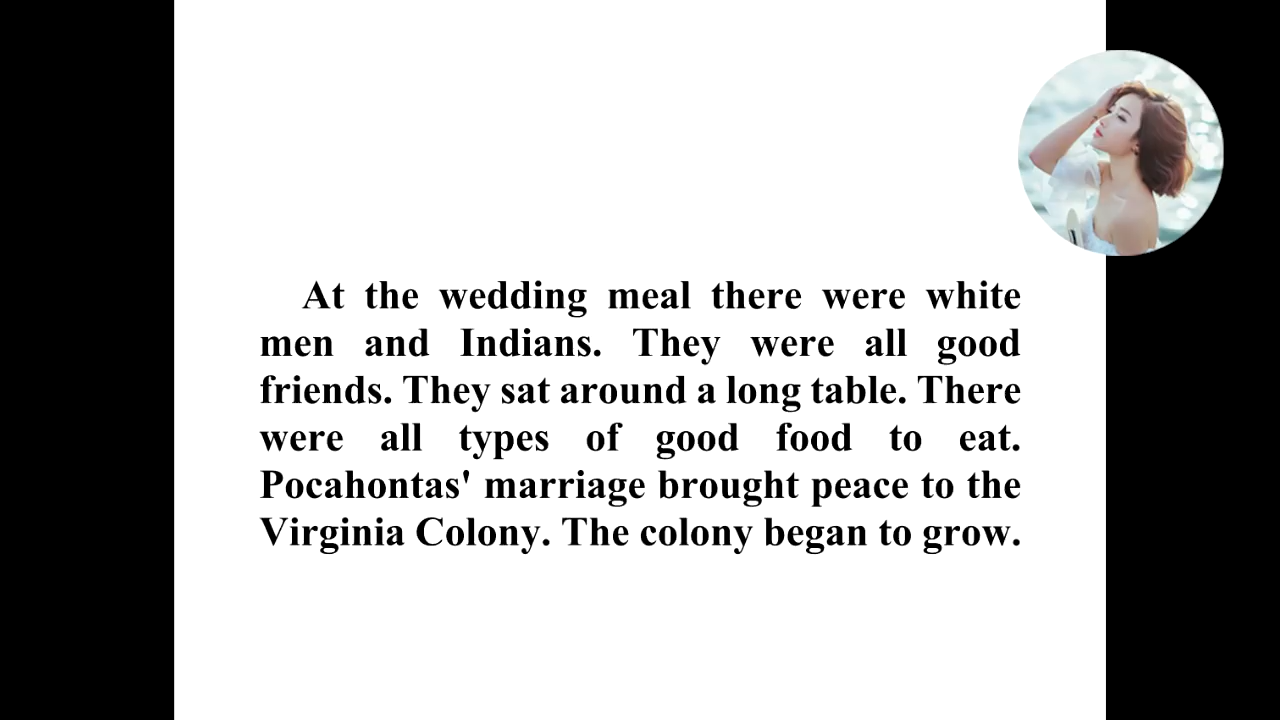 At the wedding meal there were white
men and Indians. They were all good
friends. They sat around a long table. There
were all types of good food to eat.
Pocahontas' marriage brought peace to the
Virginia Colony. The colony began to grow.